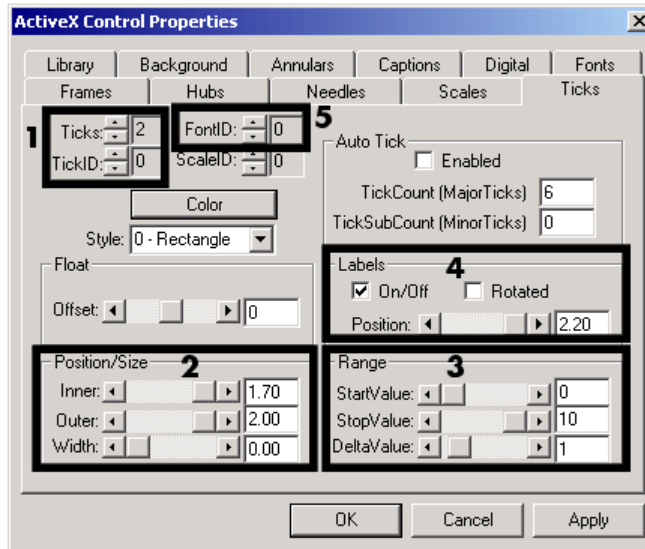 ActiveX Control Properties
Library Background Annulars Captions Digital Fonts
Frames Hubs Needles Scales Ticks
1 Ticks: 2 FontID: 0 5
TickID: 0 ScaleID: 0
Auto Tick
Enabled
Color
TickCount (MajorTicks) 6
TickSubCount (MinorTicks) 0
Style: 0 - Rectangle
Float
Offset: 0
Labels 4
On/Off Rotated
Position: 2.20
Position/Size 2
Inner: 1.70
Outer: 2.00
Width: 0.00
Range 3
StartValue: 0
StopValue: 10
DeltaValue: 1
OK Cancel Apply